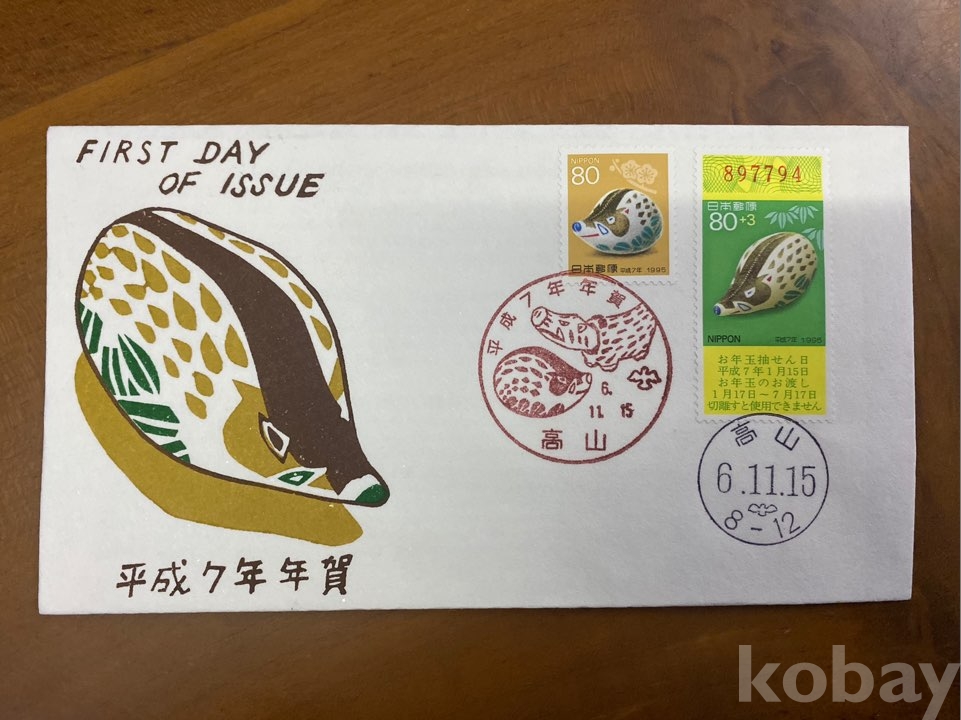 FIRST DAY
OF ISSUE
平成7年年賀
NIPPON
80
日本郵便 平成7年 1995
897794
日本郵便
80+3
NIPPON 平成7年 1995
お年玉抽せん日
平成7年1月15日
お年玉のお渡し
1月17日~7月17日
切離すと使用できません
平成7年年賀
6.
11.15
高山
高山
6.11.15
8-12
kobay